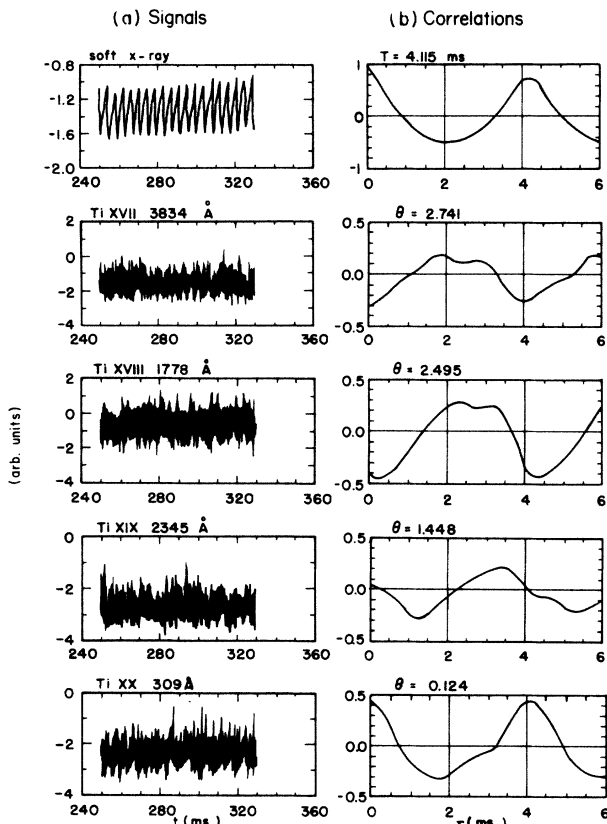 (a) Signals
(b) Correlations
soft x-ray
T = 4.115 ms
-0.8
-1.2
-1.6
-2.0
240 280 320 360
1
0
-1
0 2 4 6
Ti XVII 3834 Å
θ = 2.741
2
0
-2
-4
240 280 320 360
0.5
0.0
-0.5
0 2 4 6
Ti XVIII 1778 Å
θ = 2.495
2
0
-2
-4
240 280 320 360
0.5
0.0
-0.5
0 2 4 6
(arb. units)
Ti XIX 2345 Å
θ = 1.448
0
-2
-4
240 280 320 360
0.5
0.0
-0.5
0 2 4 6
Ti XX 309Å
θ = 0.124
0
-2
-4
240 280 320 360
t (ms)
0.5
0.0
-0.5
0 2 4 6
τ (ms)